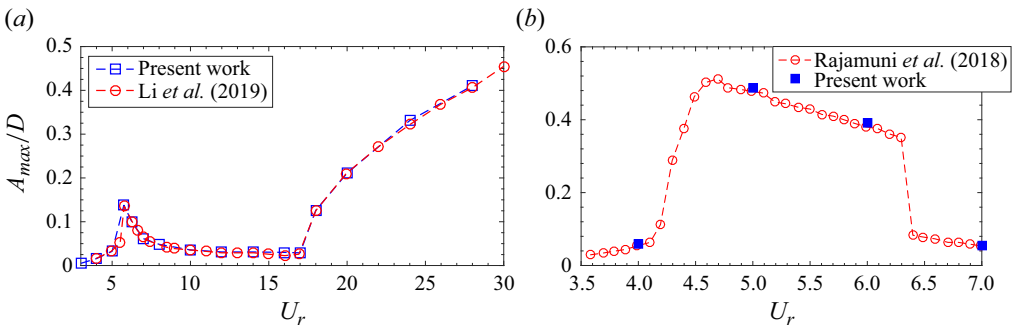 (a)
(b)
0.5
0.4
0.3
0.2
0.1
0
A_max/D
Present work
Li et al. (2019)
5
10
15
20
25
30
U_r
0.6
0.4
0.2
0
Rajamuni et al. (2018)
Present work
3.5
4.0
4.5
5.0
5.5
6.0
6.5
7.0
U_r